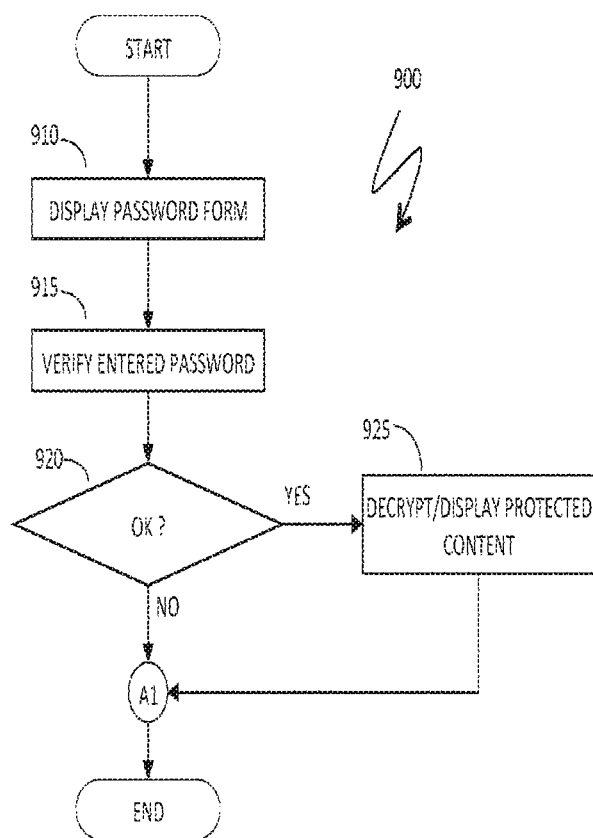 START
900
910
DISPLAY PASSWORD FORM
915
VERIFY ENTERED PASSWORD
920
OK ?
YES
925
DECRYPT/DISPLAY PROTECTED
CONTENT
NO
A1
END